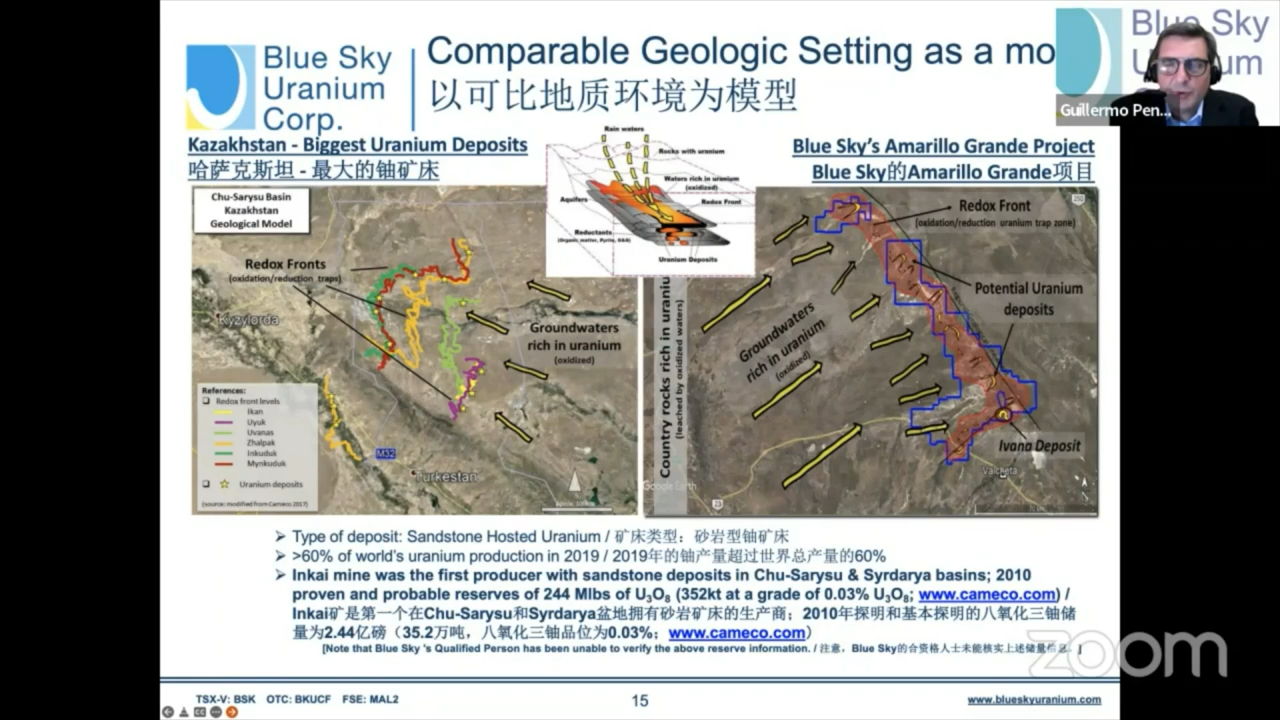 Blue Sky
Uranium
Corp.
Comparable Geologic Setting as a mo
以可比地质环境为模型
Blue Sky
Guillermo Pen...
Kazakhstan - Biggest Uranium Deposits
哈萨克斯坦 - 最大的铀矿床
Blue Sky's Amarillo Grande Project
Blue Sky的Amarillo Grande项目
Rain waters
Rocks with uranium
Waters rich in uranium
(oxidized)
Aquifers
Redox Front
Reductants
(Organic matter, Pyrite, O&G)
Uranium Deposits
Chu-Sarysu Basin
Kazakhstan
Geological Model
Redox Fronts
(oxidation/reduction traps)
Kyzylorda
Groundwaters
rich in uranium
(oxidized)
References:
Redox front levels
Ikan
Uyuk
Uvanas
Zhalpak
Inkuduk
Mynkuduk
Uranium deposits
(source: modified from Cameco 2017)
M32
Turkestan
Country rocks rich in uraniu
(leached by oxidized waters)
Redox Front
(oxidation/reduction uranium trap zone)
250
Potential Uranium
deposits
Groundwaters
rich in uranium
(oxidized)
Ivana Deposit
Valcheta
Google Earth
23
➢ Type of deposit: Sandstone Hosted Uranium / 矿床类型：砂岩型铀矿床
➢ >60% of world's uranium production in 2019 / 2019年的铀产量超过世界总产量的60%
➢ Inkai mine was the first producer with sandstone deposits in Chu-Sarysu & Syrdarya basins; 2010
proven and probable reserves of 244 Mlbs of U3O8 (352kt at a grade of 0.03% U3O8; www.cameco.com) /
Inkai矿是第一个在Chu-Sarysu和Syrdarya盆地拥有砂岩矿床的生产商；2010年探明和基本探明的八氧化三铀储
量为2.44亿磅（35.2万吨，八氧化三铀品位为0.03%；www.cameco.com）
[Note that Blue Sky 's Qualified Person has been unable to verify the above reserve information. / 注意，Blue Sky的合资格人士未能核实上述储量信息. ]
zoom
TSX-V: BSK OTC: BKUCF FSE: MAL2
15
www.blueskyuranium.com